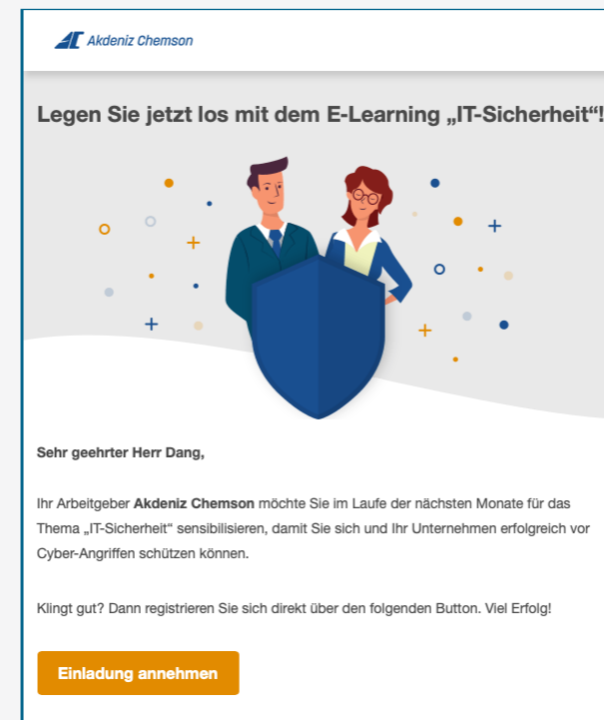 Akdeniz Chemson
Legen Sie jetzt los mit dem E-Learning „IT-Sicherheit“!
Sehr geehrter Herr Dang,
Ihr Arbeitgeber Akdeniz Chemson möchte Sie im Laufe der nächsten Monate für das
Thema „IT-Sicherheit“ sensibilisieren, damit Sie sich und Ihr Unternehmen erfolgreich vor
Cyber-Angriffen schützen können.
Klingt gut? Dann registrieren Sie sich direkt über den folgenden Button. Viel Erfolg!
Einladung annehmen